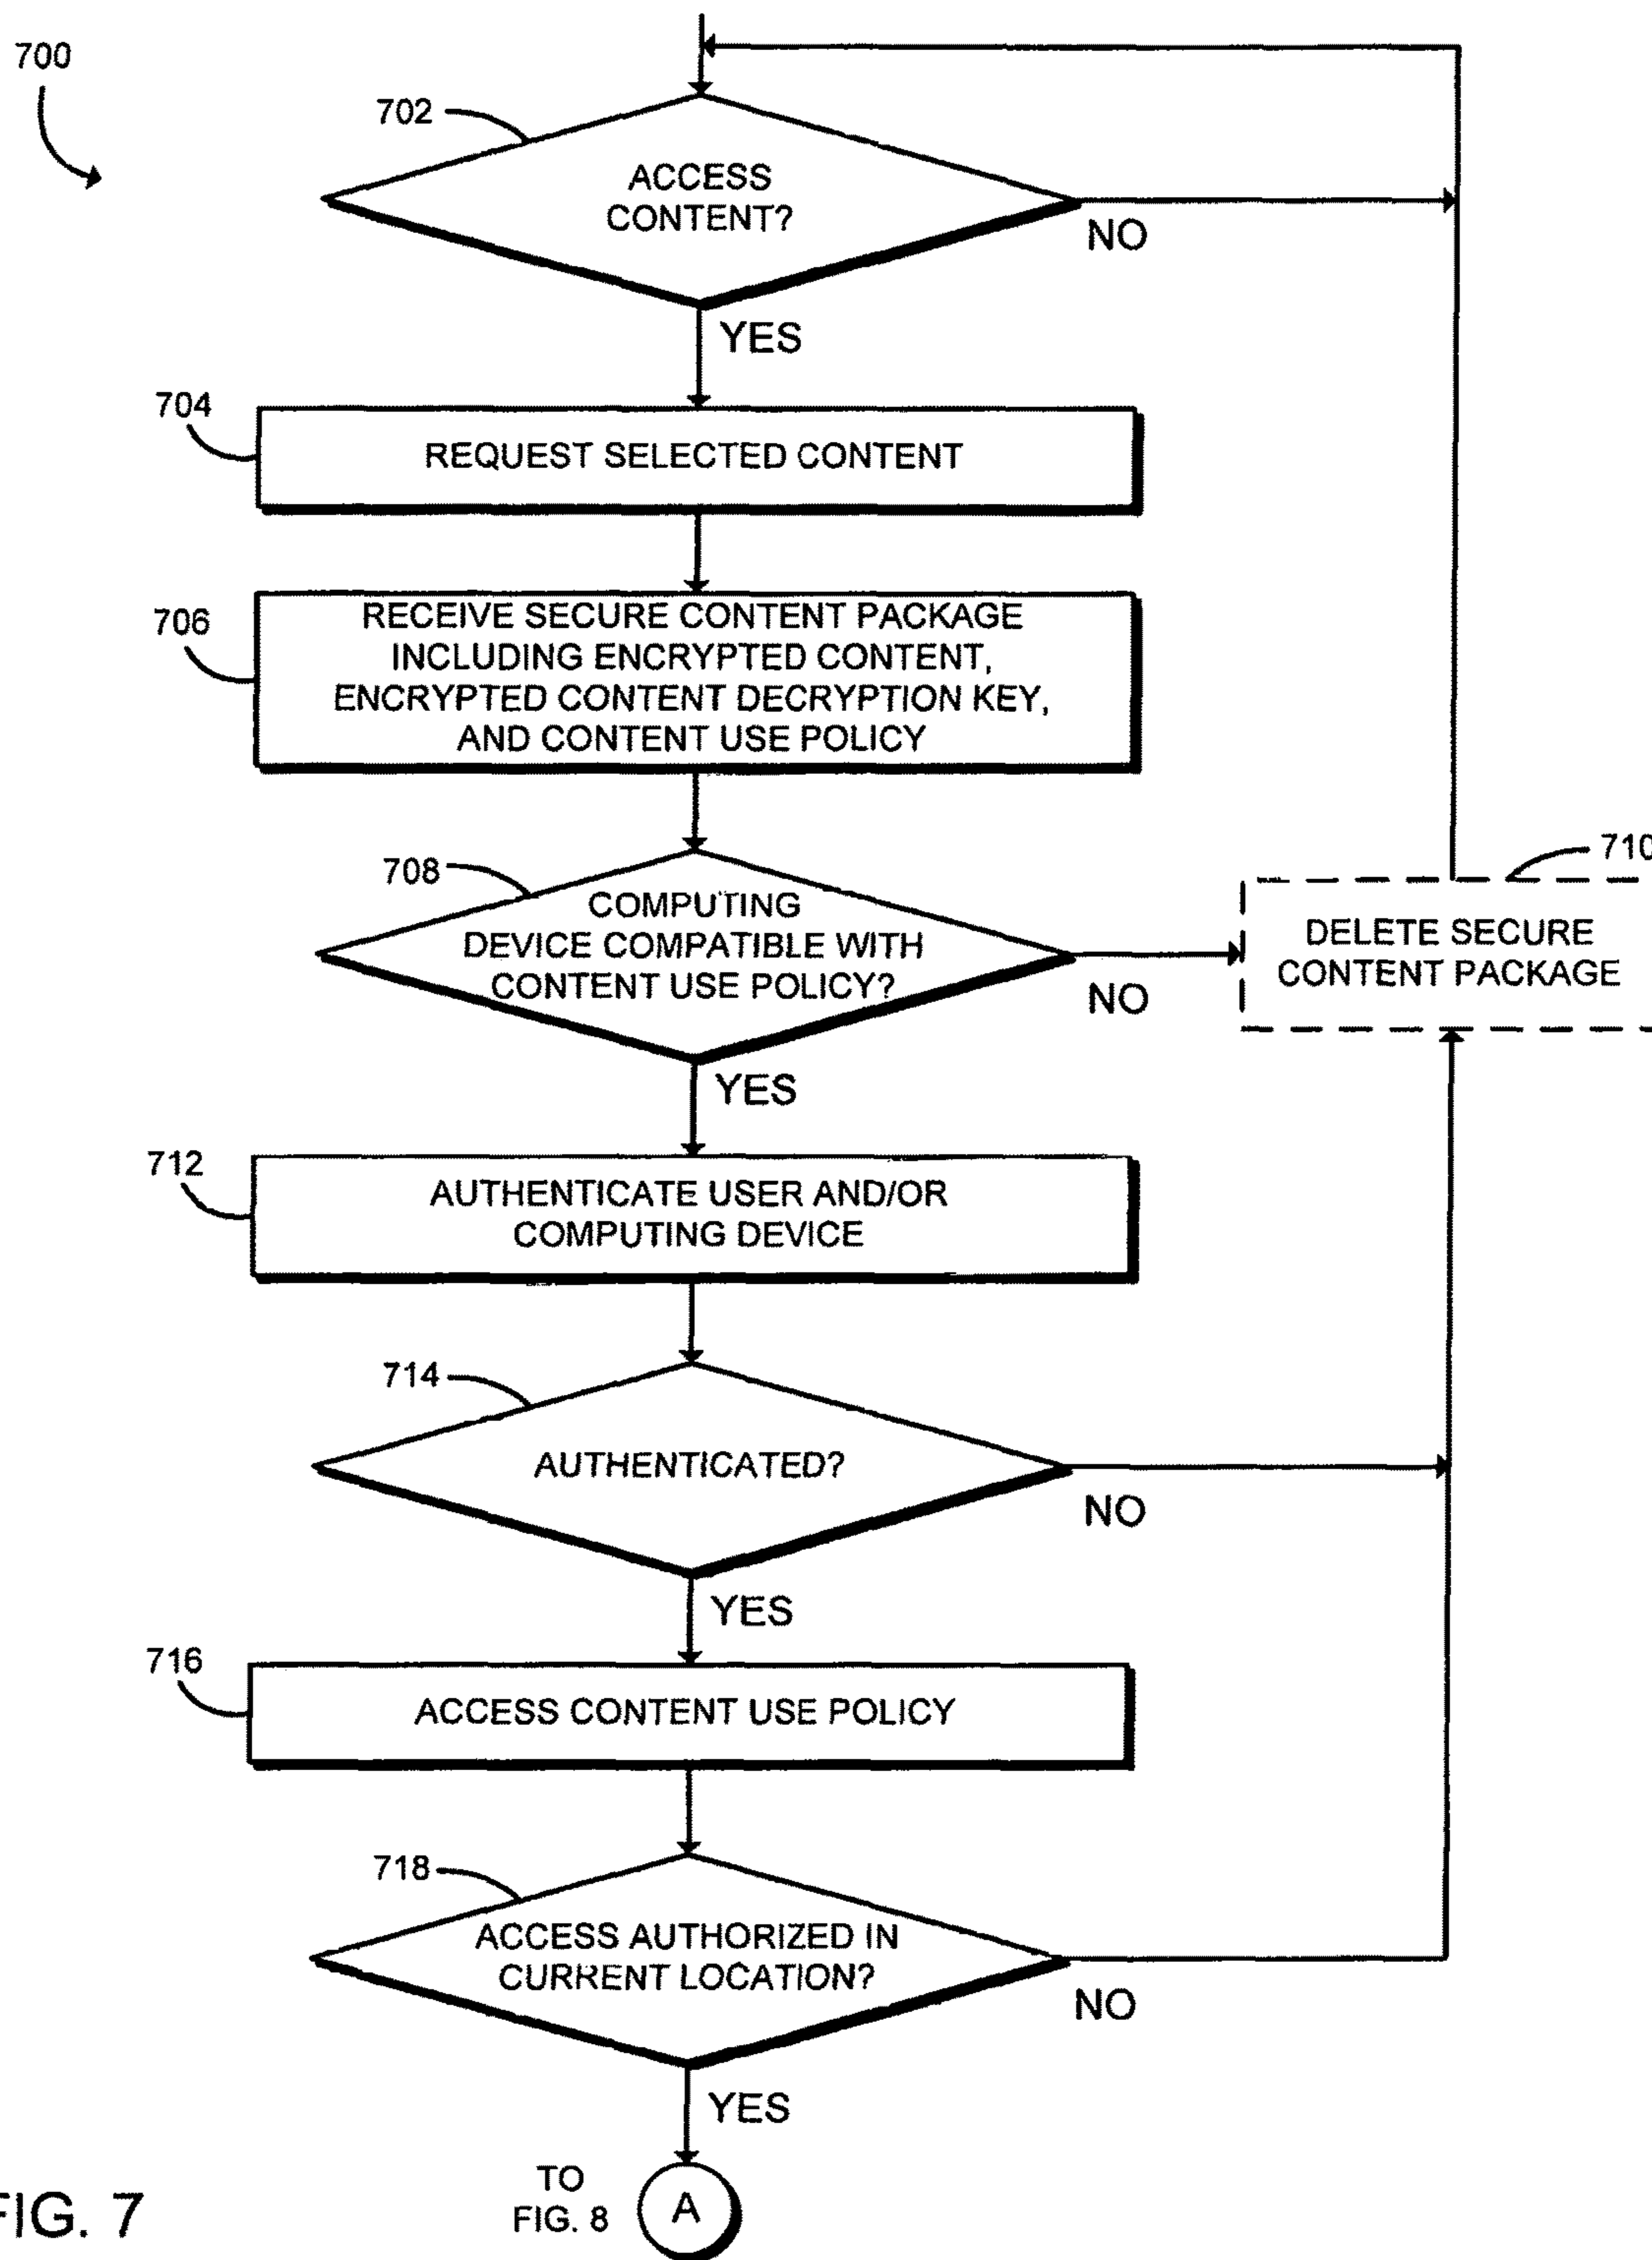 700
702
ACCESS
CONTENT?
NO
YES
704
REQUEST SELECTED CONTENT
706
RECEIVE SECURE CONTENT PACKAGE
INCLUDING ENCRYPTED CONTENT,
ENCRYPTED CONTENT DECRYPTION KEY,
AND CONTENT USE POLICY
708
COMPUTING
DEVICE COMPATIBLE WITH
CONTENT USE POLICY?
NO
YES
710
DELETE SECURE
CONTENT PACKAGE
712
AUTHENTICATE USER AND/OR
COMPUTING DEVICE
714
AUTHENTICATED?
NO
YES
716
ACCESS CONTENT USE POLICY
718
ACCESS AUTHORIZED IN
CURRENT LOCATION?
NO
YES
TO
FIG. 8
A
FIG. 7